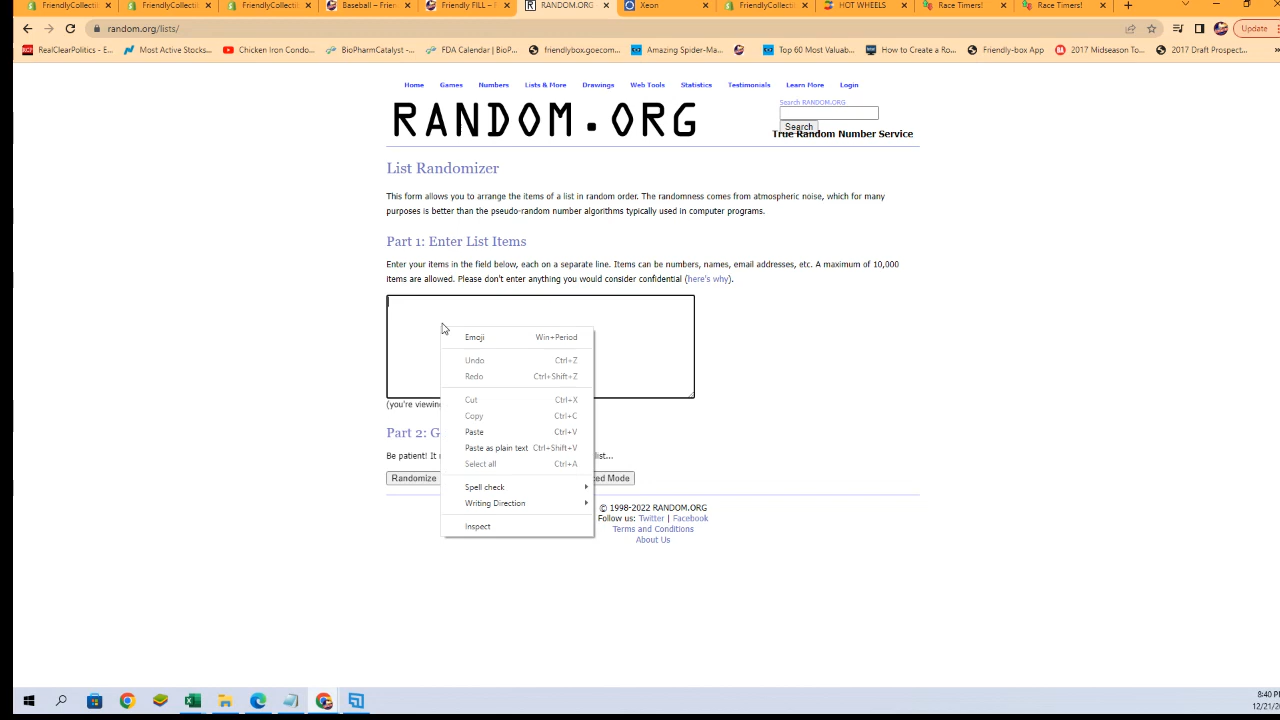 FriendlyCollecti
FriendlyCollecti
FriendlyCollecti
Baseball – Frien
Friendly FILL – F
RANDOM.ORG
Xeon
FriendlyCollectin
HOT WHEELS
Race Timers!
Race Timers!
random.org/lists/
Update
RealClearPolitics - E...
Most Active Stocks
Chicken Iron Condo...
BioPharmCatalyst -...
FDA Calendar | BioP...
friendlybox.goecom...
Amazing Spider-Ma...
Top 60 Most Valuab...
How to Create a Ro...
Friendly-box App
2017 Midseason To...
2017 Draft Prospect...
Home Games Numbers Lists & More Drawings Web Tools Statistics Testimonials Learn More Login
RANDOM.ORG
Search RANDOM.ORG
Search
True Random Number Service
List Randomizer
This form allows you to arrange the items of a list in random order. The randomness comes from atmospheric noise, which for many
purposes is better than the pseudo-random number algorithms typically used in computer programs.
Part 1: Enter List Items
Enter your items in the field below, each on a separate line. Items can be numbers, names, email addresses, etc. A maximum of 10,000
items are allowed. Please don't enter anything you would consider confidential (here's why).
Emoji Win+Period
Undo Ctrl+Z
Redo Ctrl+Shift+Z
Cut Ctrl+X
Copy Ctrl+C
Paste Ctrl+V
Paste as plain text Ctrl+Shift+V
Select all Ctrl+A
Spell check
Writing Direction
Inspect
(you're viewing
Part 2: G
Be patient! It list...
Randomize ed Mode
© 1998-2022 RANDOM.ORG
Follow us: Twitter | Facebook
Terms and Conditions
About Us
8:40 P
12/21/2